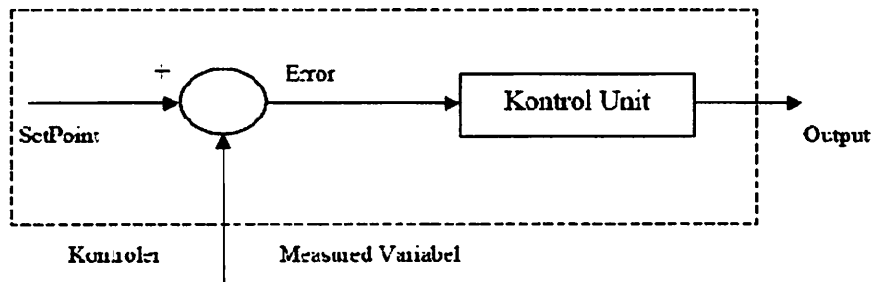 +
Error
Kontrol Unit
SetPoint
Output
Kontroler
Measured Variabel